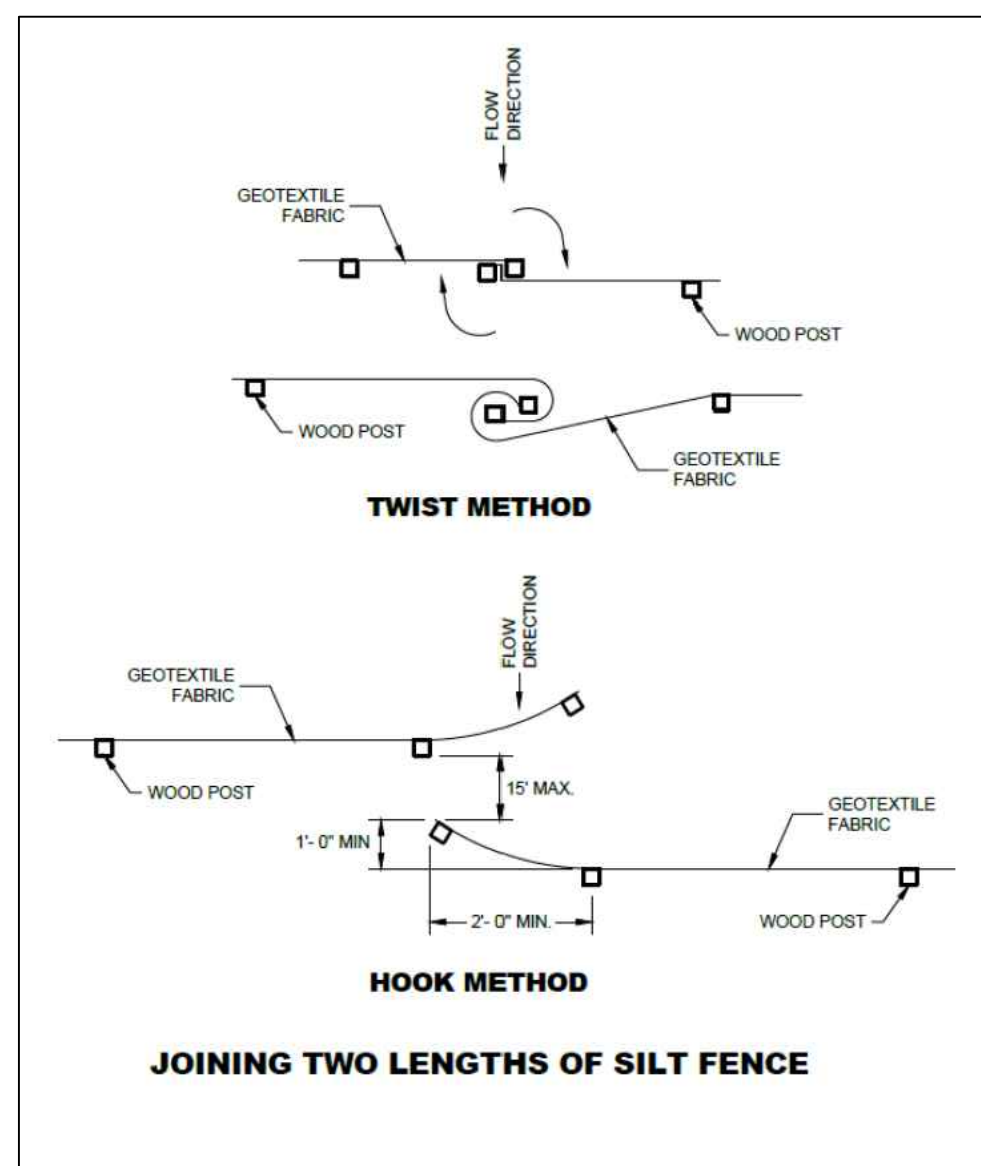 FLOW
DIRECTION
GEOTEXTILE
FABRIC
WOOD POST
WOOD POST
GEOTEXTILE
FABRIC
TWIST METHOD
FLOW
DIRECTION
GEOTEXTILE
FABRIC
WOOD POST
15' MAX.
1'- 0" MIN
GEOTEXTILE
FABRIC
2'- 0" MIN.
WOOD POST
HOOK METHOD
JOINING TWO LENGTHS OF SILT FENCE